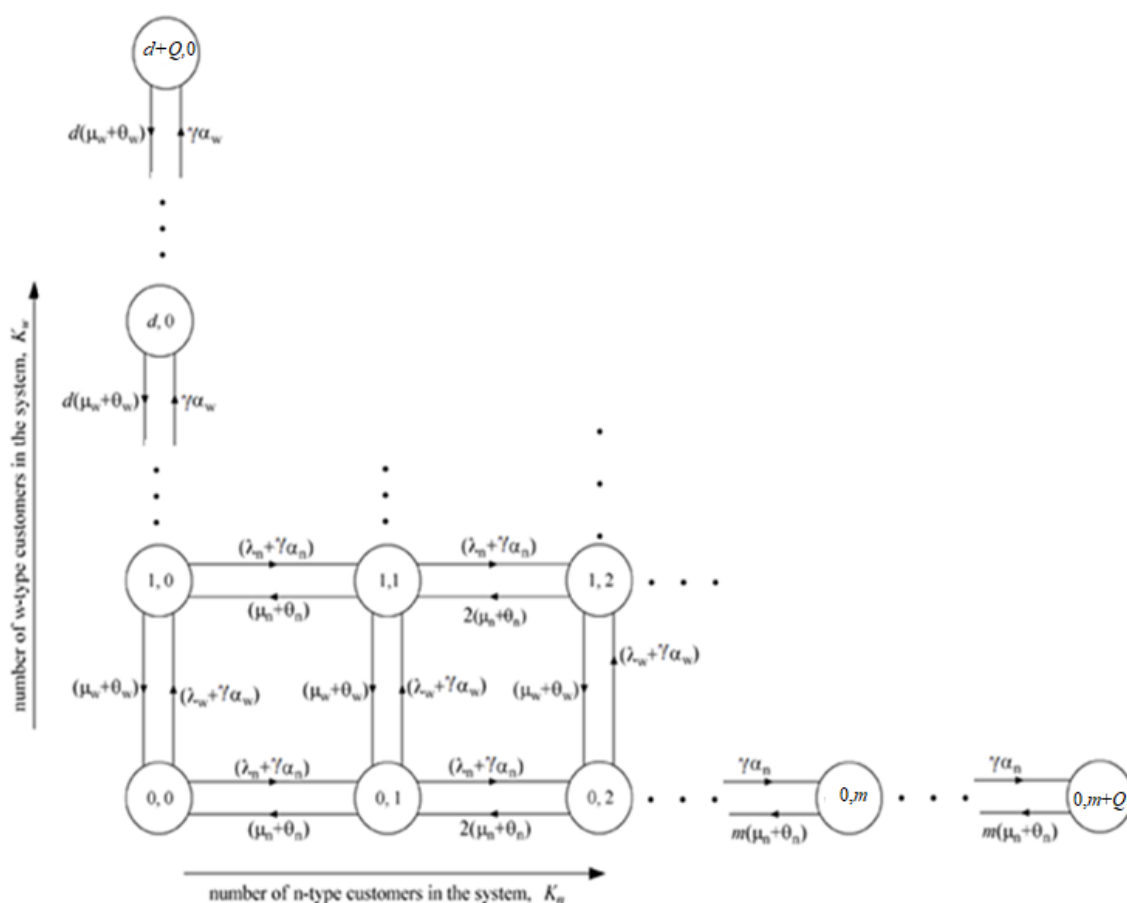 d+Q,0
d(μw+θw) γαw
d,0
d(μw+θw) γαw
number of w-type customers in the system, Kw
(λn+γαn) (λn+γαn)
1,0 1,1 1,2
(μn+θn) 2(μn+θn)
(λw+γαw)
(μw+θw) (λw+γαw) (μw+θw) (λw+γαw) (μw+θw)
(λn+γαn) (λn+γαn) γαn γαn
0,0 0,1 0,2 0,m 0,m+Q
(μn+θn) 2(μn+θn) m(μn+θn) m(μn+θn)
number of n-type customers in the system, Kn